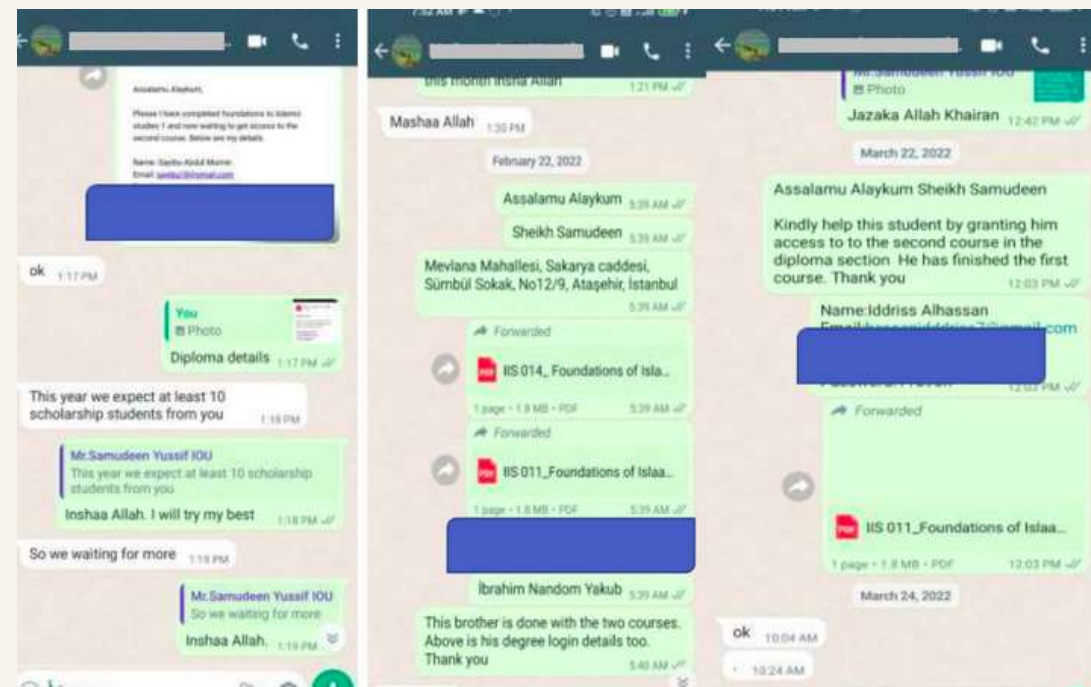 Assalamu Alaykum,
Please I have completed foundations to Islamic
studies 1 and now waiting to get access to the
second course. Below are my details.
Name: Sayibu Abdul Mumin
ok 1:17 PM
You
Photo
Diploma details 1:17 PM
This year we expect at least 10
scholarship students from you 1:18 PM
Mr.Samudeen Yussif IOU
This year we expect at least 10 scholarship
students from you
Inshaa Allah. I will try my best 1:18 PM
So we waiting for more 1:19 PM
Mr.Samudeen Yussif IOU
So we waiting for more
Inshaa Allah. 1:19 PM
this month Insha Allah 1:21 PM
Mashaa Allah 1:30 PM
February 22, 2022
Assalamu Alaykum 5:39 AM
Sheikh Samudeen 5:39 AM
Mevlana Mahallesi, Sakarya caddesi,
Sümbül Sokak, No12/9, Ataşehir, İstanbul
5:39 AM
Forwarded
PDF IIS 014_ Foundations of Isla...
1 page • 1.8 MB • PDF 5:39 AM
Forwarded
PDF IIS 011_Foundations of Islaa...
1 page • 1.8 MB • PDF 5:39 AM
İbrahim Nandom Yakub 5:39 AM
This brother is done with the two courses.
Above is his degree login details too.
Thank you 5:40 AM
Mr.Samudeen Yussif IOU
Photo
Jazaka Allah Khairan 12:42 PM
March 22, 2022
Assalamu Alaykum Sheikh Samudeen
Kindly help this student by granting him
access to to the second course in the
diploma section He has finished the first
course. Thank you 12:03 PM
Name:Iddriss Alhassan
12:03 PM
Forwarded
PDF IIS 011_Foundations of Islaa...
1 page • 1.8 MB • PDF 12:03 PM
March 24, 2022
ok 10:04 AM
10:24 AM